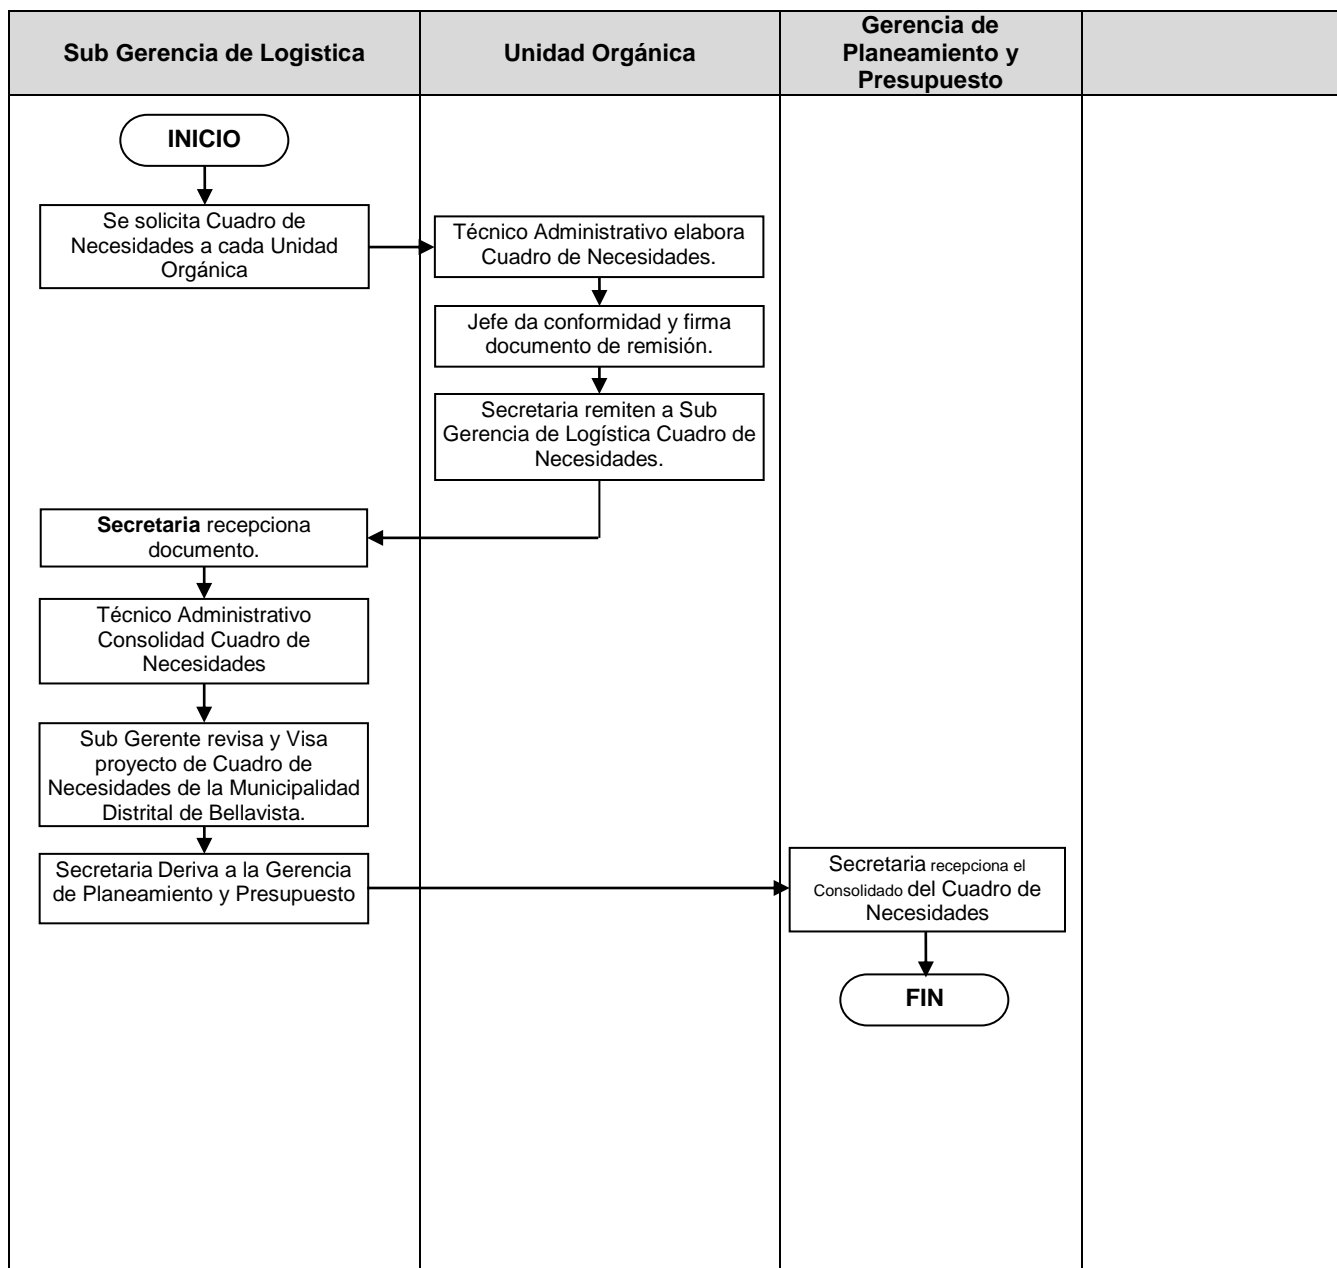 Sub Gerencia de Logistica
Unidad Orgánica
Gerencia de
Planeamiento y
Presupuesto
INICIO
Se solicita Cuadro de
Necesidades a cada Unidad
Orgánica
Técnico Administrativo elabora
Cuadro de Necesidades.
Jefe da conformidad y firma
documento de remisión.
Secretaria remiten a Sub
Gerencia de Logística Cuadro de
Necesidades.
Secretaria recepciona
documento.
Técnico Administrativo
Consolidad Cuadro de
Necesidades
Sub Gerente revisa y Visa
proyecto de Cuadro de
Necesidades de la Municipalidad
Distrital de Bellavista.
Secretaria Deriva a la Gerencia
de Planeamiento y Presupuesto
Secretaria recepciona el
Consolidado del Cuadro de
Necesidades
FIN